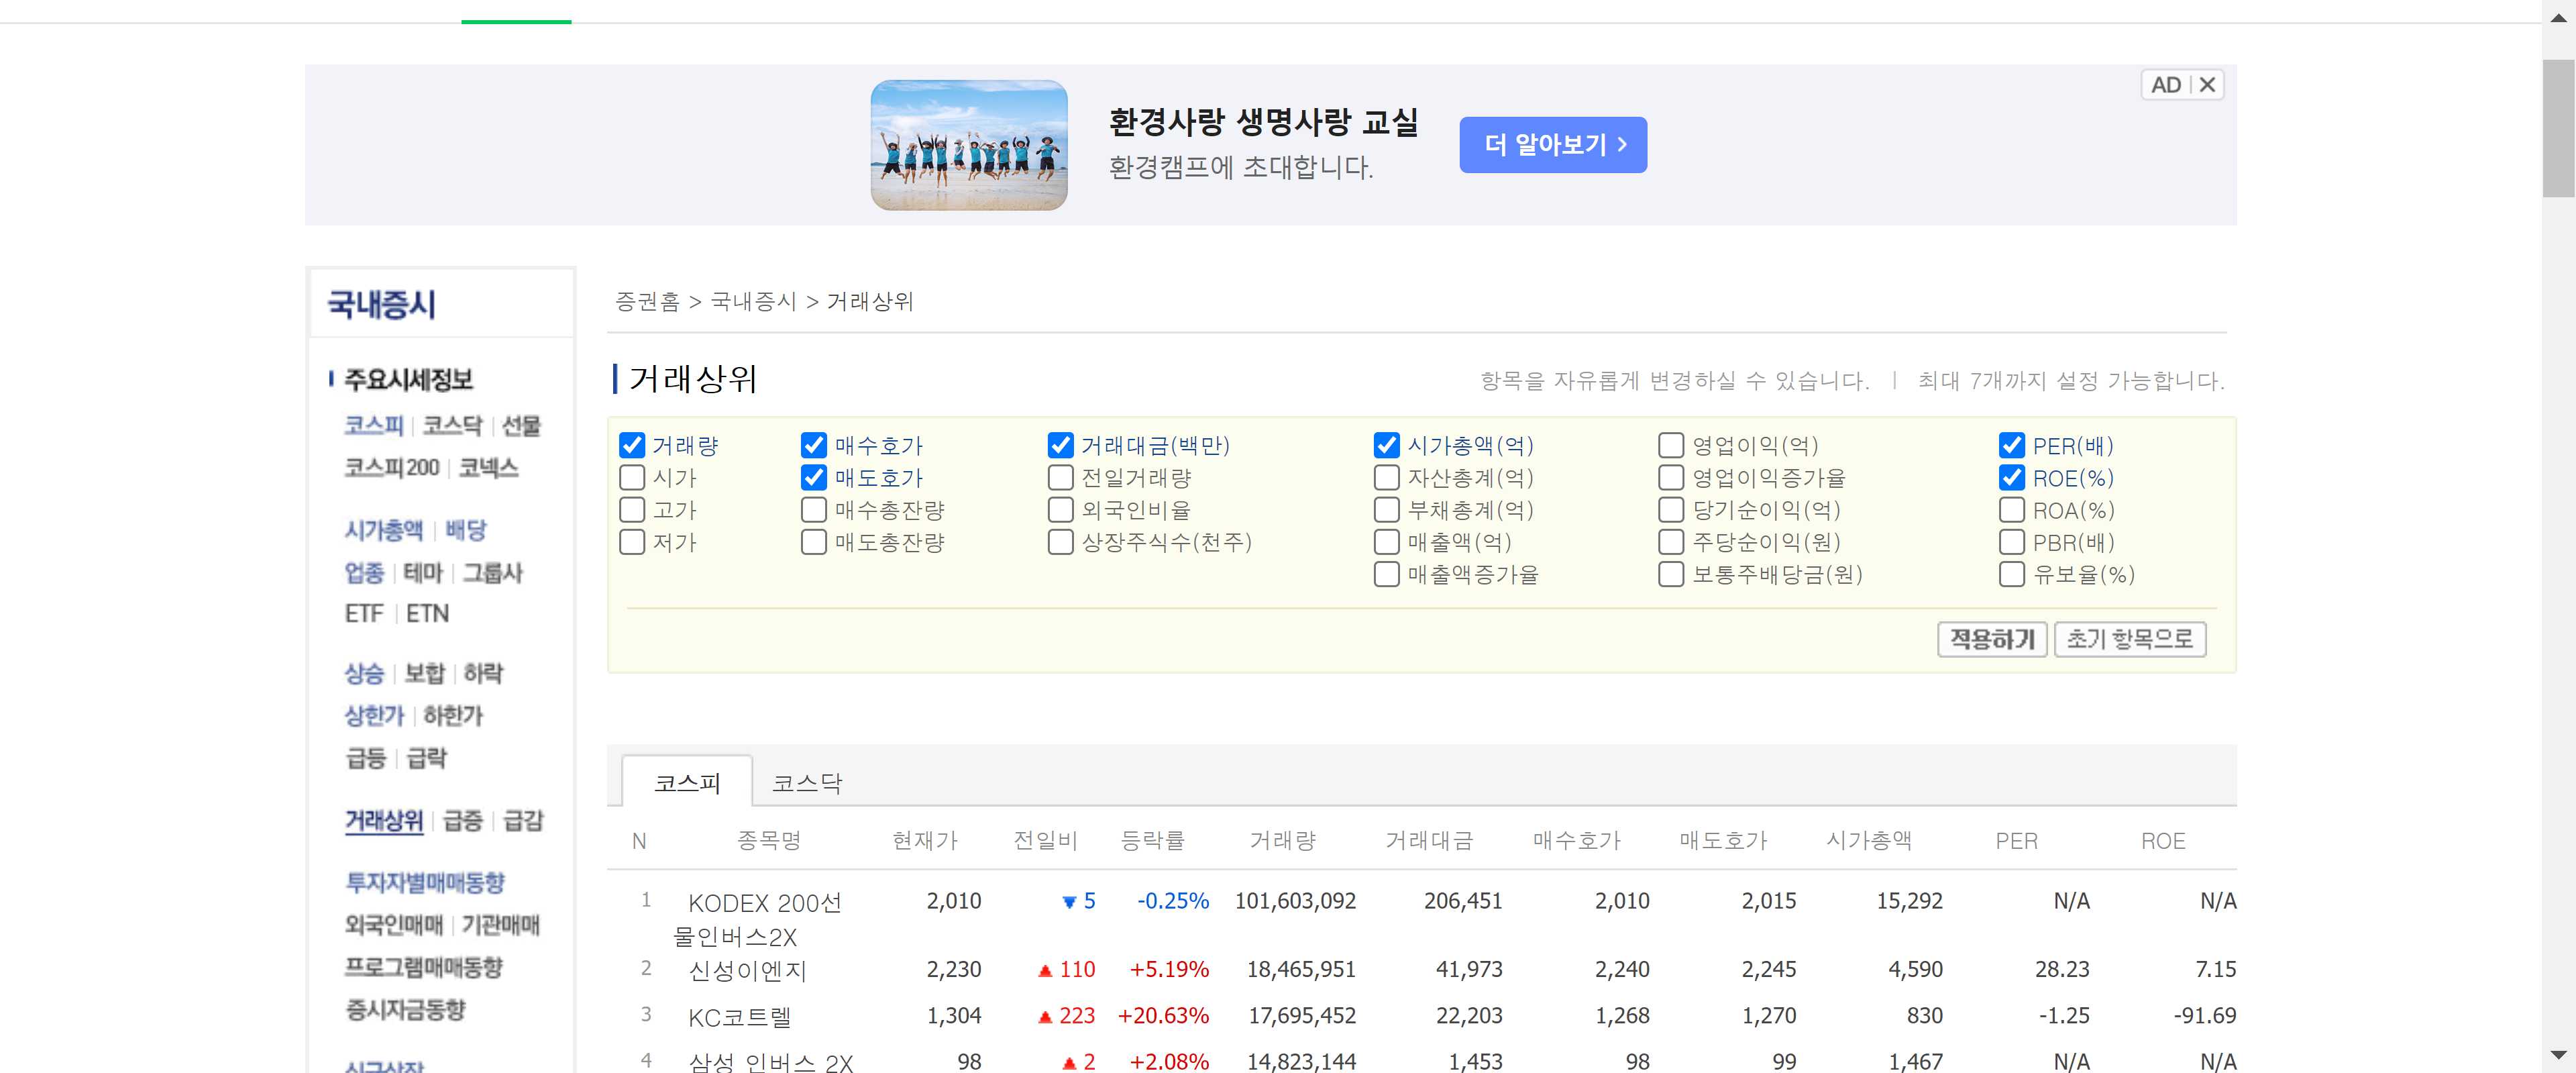 환경사랑 생명사랑 교실
환경캠프에 초대합니다.
더 알아보기 >
AD | X
국내증시
주요시세정보
코스피 | 코스닥 | 선물
코스피200 | 코넥스
시가총액 | 배당
업종 | 테마 | 그룹사
ETF | ETN
상승 | 보합 | 하락
상한가 | 하한가
급등 | 급락
거래상위 | 급증 | 급감
투자자별매매동향
외국인매매 | 기관매매
프로그램매매동향
증시자금동향
신규상장
증권홈 > 국내증시 > 거래상위
거래상위
항목을 자유롭게 변경하실 수 있습니다. | 최대 7개까지 설정 가능합니다.
거래량 매수호가 거래대금(백만) 시가총액(억) 영업이익(억) PER(배)
시가 매도호가 전일거래량 자산총계(억) 영업이익증가율 ROE(%)
고가 매수총잔량 외국인비율 부채총계(억) 당기순이익(억) ROA(%)
저가 매도총잔량 상장주식수(천주) 매출액(억) 주당순이익(원) PBR(배)
매출액증가율 보통주배당금(원) 유보율(%)
적용하기 초기 항목으로
코스피 코스닥
N 종목명 현재가 전일비 등락률 거래량 거래대금 매수호가 매도호가 시가총액 PER ROE
1 KODEX 200선 2,010 ▼ 5 -0.25% 101,603,092 206,451 2,010 2,015 15,292 N/A N/A
물인버스2X
2 신성이엔지 2,230 ▲ 110 +5.19% 18,465,951 41,973 2,240 2,245 4,590 28.23 7.15
3 KC코트렐 1,304 ▲ 223 +20.63% 17,695,452 22,203 1,268 1,270 830 -1.25 -91.69
4 삼성 인버스 2X 98 ▲ 2 +2.08% 14,823,144 1,453 98 99 1,467 N/A N/A